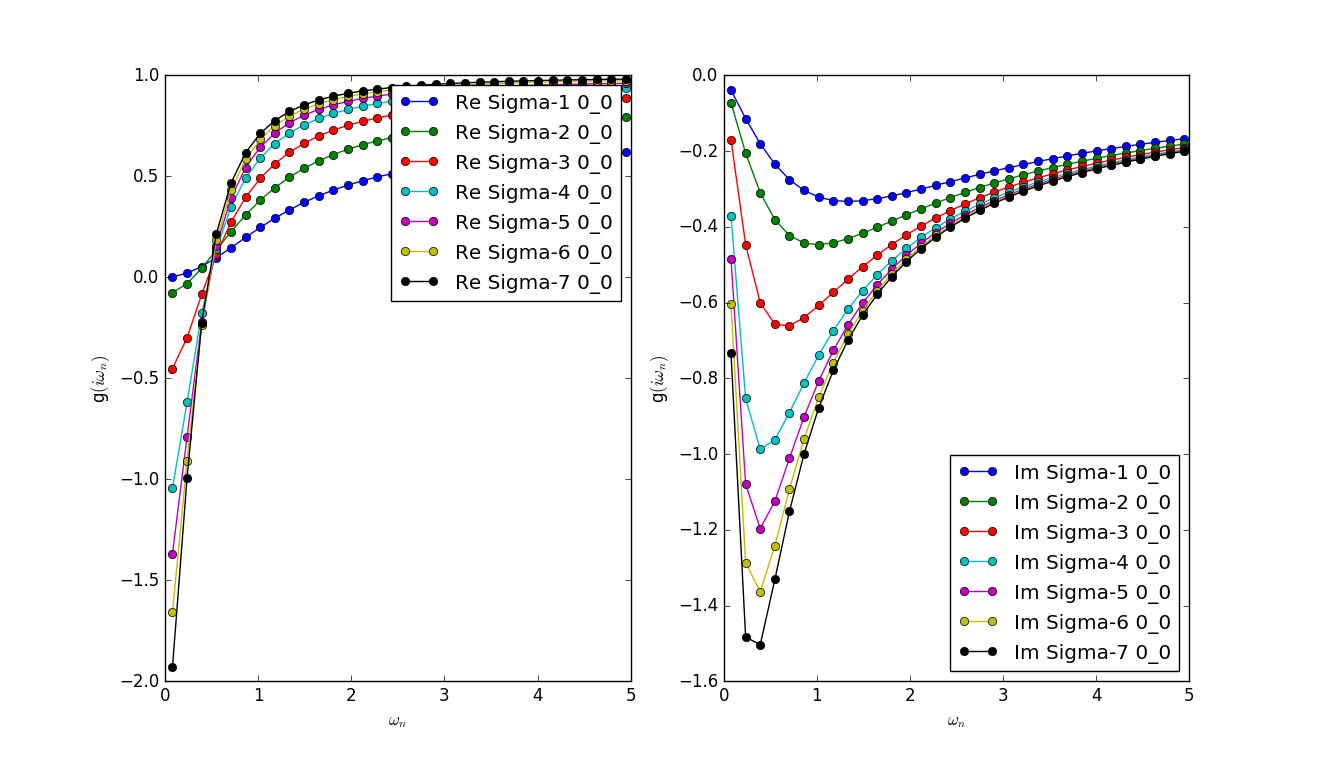 1.0
0.5
0.0
−0.5
−1.0
−1.5
−2.0
g(iωₙ)
0 1 2 3 4 5
ωₙ
Re Sigma-1 0_0
Re Sigma-2 0_0
Re Sigma-3 0_0
Re Sigma-4 0_0
Re Sigma-5 0_0
Re Sigma-6 0_0
Re Sigma-7 0_0
0.0
−0.2
−0.4
−0.6
−0.8
−1.0
−1.2
−1.4
−1.6
g(iωₙ)
0 1 2 3 4 5
ωₙ
Im Sigma-1 0_0
Im Sigma-2 0_0
Im Sigma-3 0_0
Im Sigma-4 0_0
Im Sigma-5 0_0
Im Sigma-6 0_0
Im Sigma-7 0_0